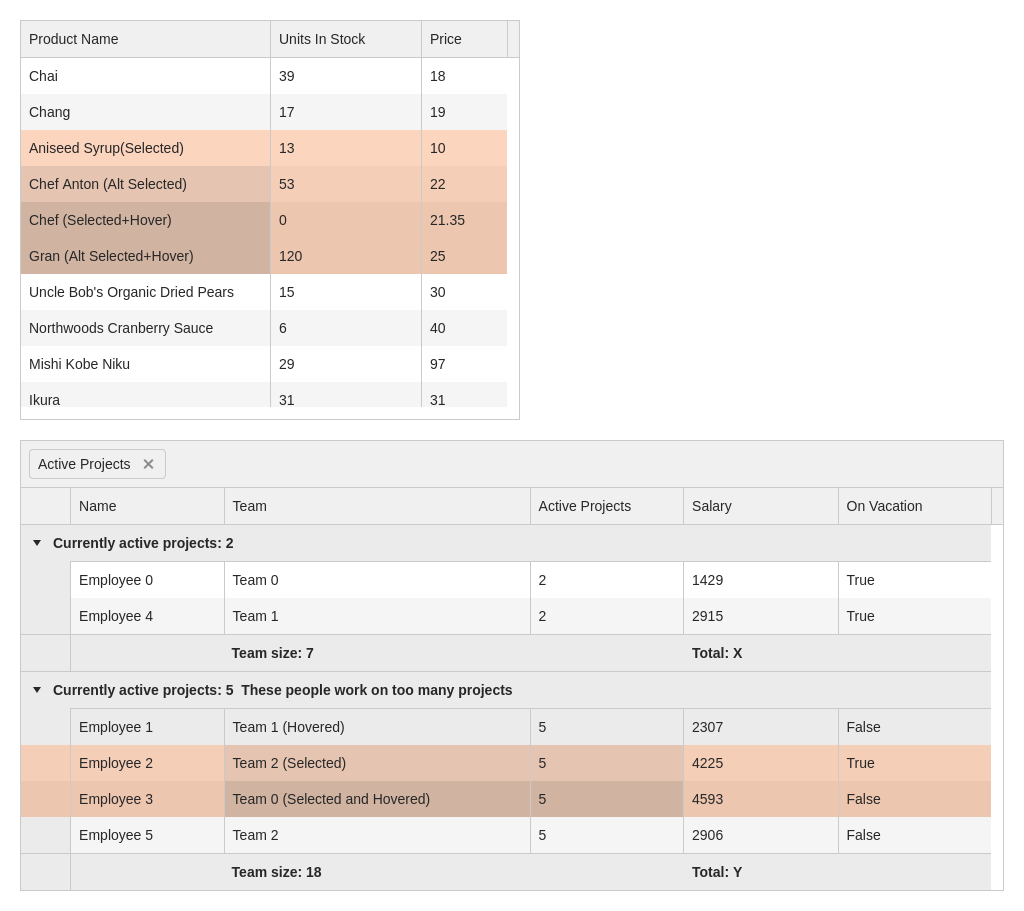 Product Name Units In Stock Price
Chai 39 18
Chang 17 19
Aniseed Syrup(Selected) 13 10
Chef Anton (Alt Selected) 53 22
Chef (Selected+Hover) 0 21.35
Gran (Alt Selected+Hover) 120 25
Uncle Bob's Organic Dried Pears 15 30
Northwoods Cranberry Sauce 6 40
Mishi Kobe Niku 29 97
Ikura 31 31
Active Projects
Name Team Active Projects Salary On Vacation
Currently active projects: 2
Employee 0 Team 0 2 1429 True
Employee 4 Team 1 2 2915 True
Team size: 7 Total: X
Currently active projects: 5 These people work on too many projects
Employee 1 Team 1 (Hovered) 5 2307 False
Employee 2 Team 2 (Selected) 5 4225 True
Employee 3 Team 0 (Selected and Hovered) 5 4593 False
Employee 5 Team 2 5 2906 False
Team size: 18 Total: Y